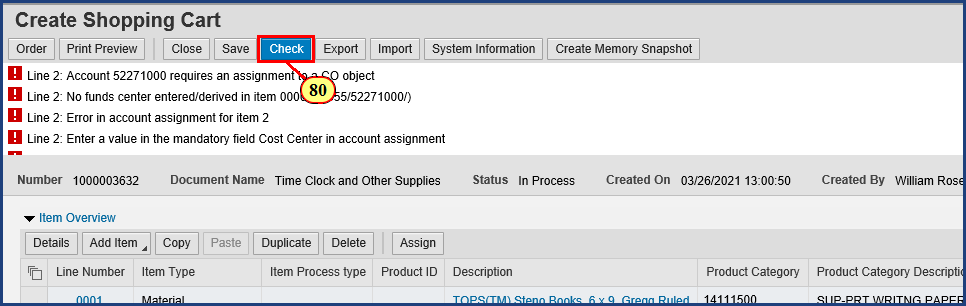 Create Shopping Cart
Order Print Preview Close Save Check Export Import System Information Create Memory Snapshot
Line 2: Account 52271000 requires an assignment to a CO object
80
Line 2: No funds center entered/derived in item 55/52271000/)
Line 2: Error in account assignment for item 2
Line 2: Enter a value in the mandatory field Cost Center in account assignment
Number 1000003632 Document Name Time Clock and Other Supplies Status In Process Created On 03/26/2021 13:00:50 Created By William Rose
Item Overview
Details Add Item Copy Paste Duplicate Delete Assign
Line Number Item Type Item Process type Product ID Description Product Category Product Category Description
0001 Material TOPS(TM) Steno Books, 6 x 9, Gregg Ruled 14111500 SUP-PRT WRITNG PAPER